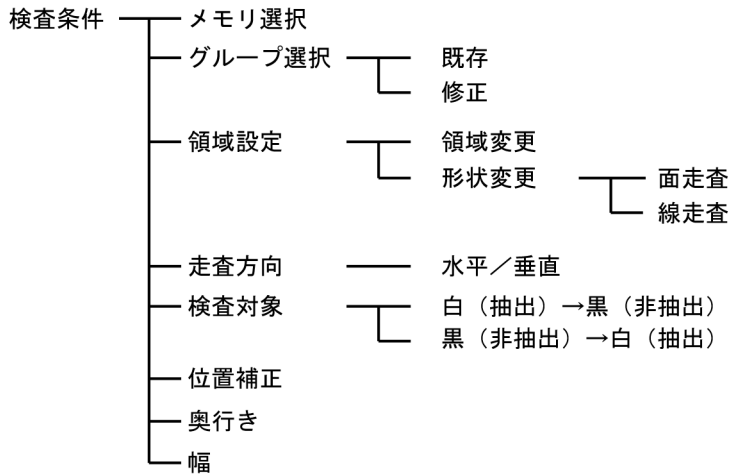 検査条件 メモリ選択
グループ選択 既存
修正
領域設定 領域変更
形状変更 面走査
線走査
走査方向 水平／垂直
検査対象 白（抽出）→黒（非抽出）
黒（非抽出）→白（抽出）
位置補正
奥行き
幅